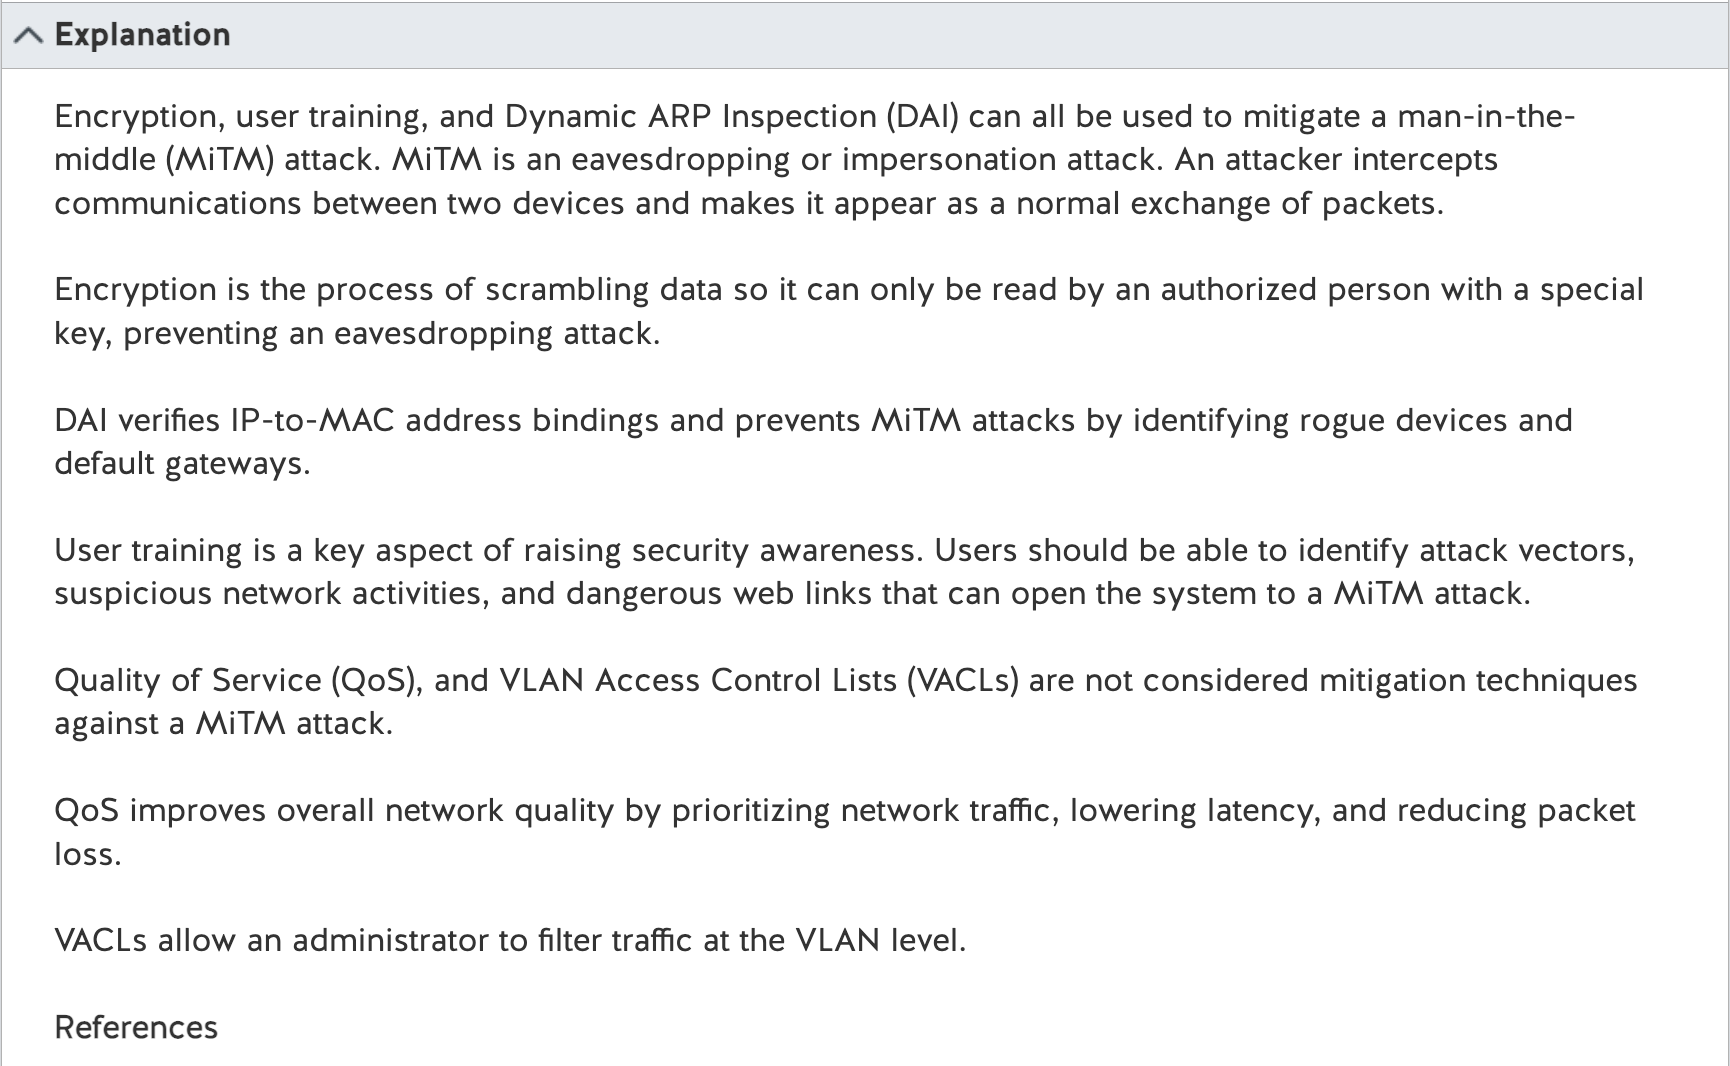 Explanation
Encryption, user training, and Dynamic ARP Inspection (DAI) can all be used to mitigate a man-in-the-
middle (MiTM) attack. MiTM is an eavesdropping or impersonation attack. An attacker intercepts
communications between two devices and makes it appear as a normal exchange of packets.
Encryption is the process of scrambling data so it can only be read by an authorized person with a special
key, preventing an eavesdropping attack.
DAI verifies IP-to-MAC address bindings and prevents MiTM attacks by identifying rogue devices and
default gateways.
User training is a key aspect of raising security awareness. Users should be able to identify attack vectors,
suspicious network activities, and dangerous web links that can open the system to a MiTM attack.
Quality of Service (QoS), and VLAN Access Control Lists (VACLs) are not considered mitigation techniques
against a MiTM attack.
QoS improves overall network quality by prioritizing network traffic, lowering latency, and reducing packet
loss.
VACLs allow an administrator to filter traffic at the VLAN level.
References